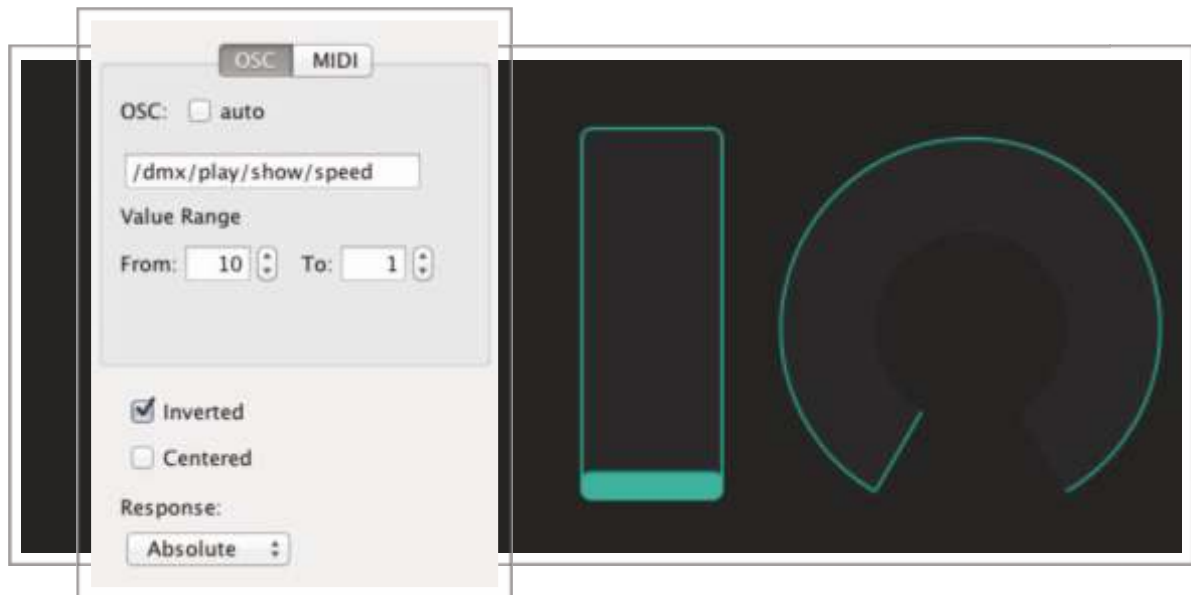 OSC MIDI
OSC: auto
/dmx/play/show/speed
Value Range
From: 10 To: 1
Inverted
Centered
Response:
Absolute